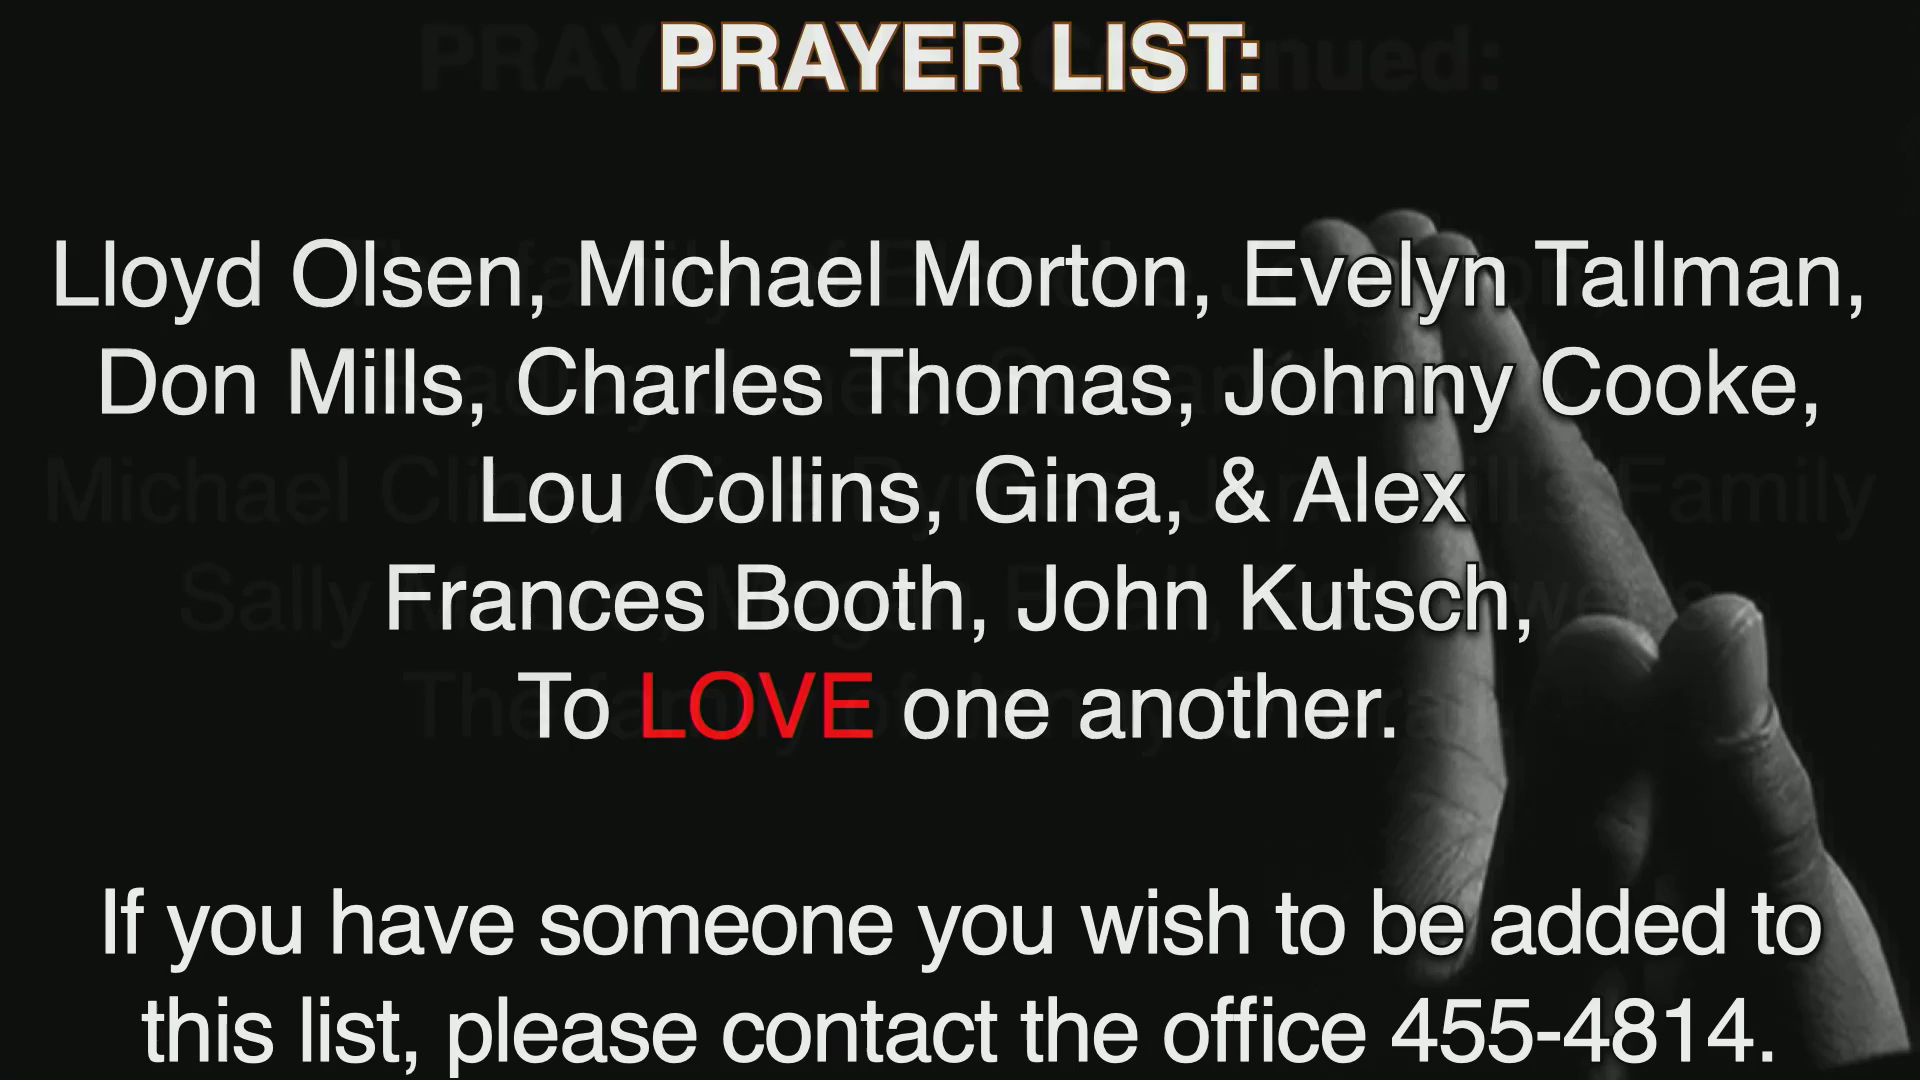 PRAYER LIST:
Lloyd Olsen, Michael Morton, Evelyn Tallman,
Don Mills, Charles Thomas, Johnny Cooke,
Lou Collins, Gina, & Alex
Frances Booth, John Kutsch,
To LOVE one another.
If you have someone you wish to be added to
this list, please contact the office 455-4814.